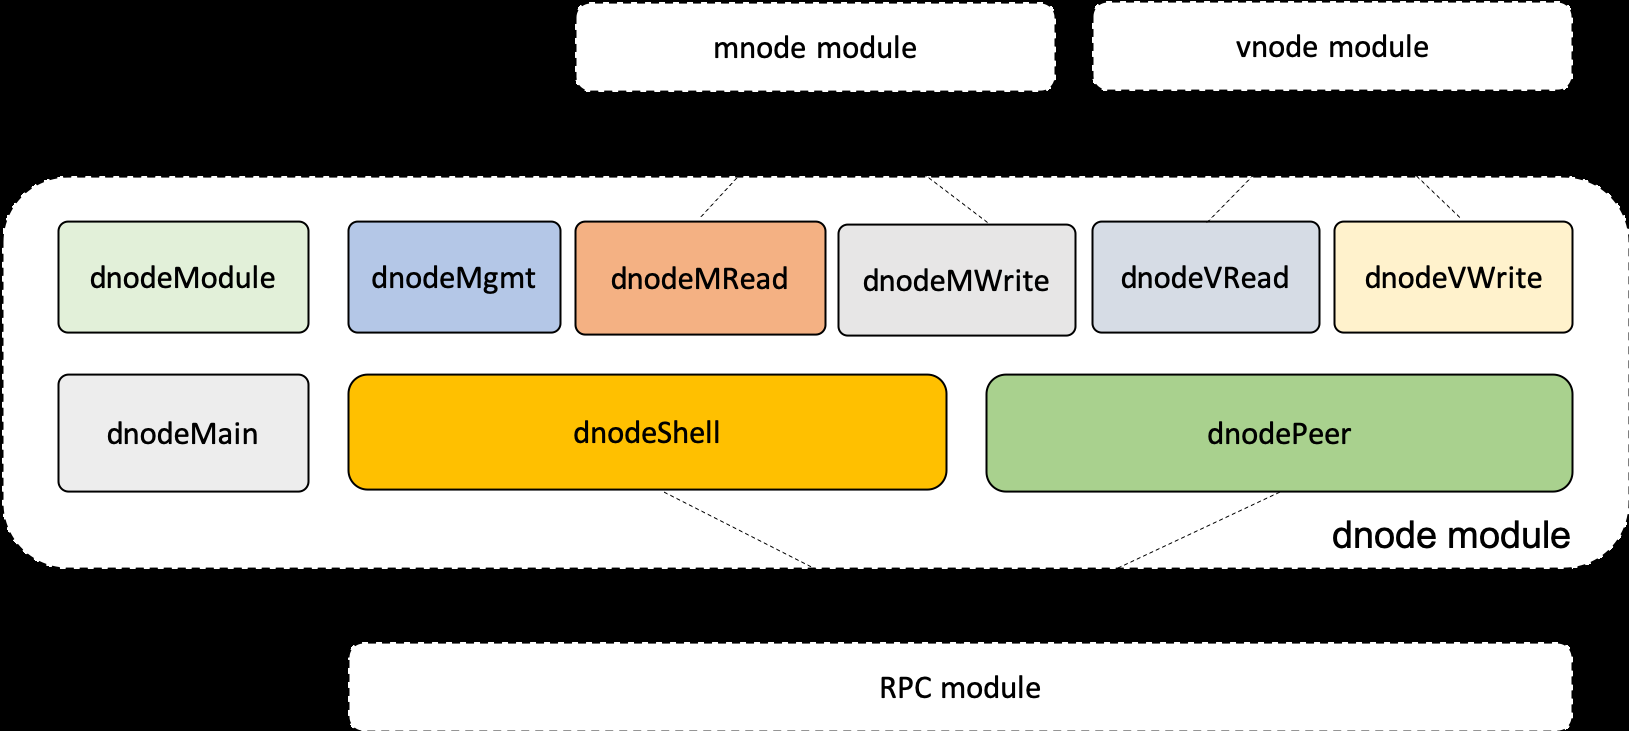 mnode module
vnode module
dnodeModule
dnodeMgmt
dnodeMRead
dnodeMWrite
dnodeVRead
dnodeVWrite
dnodeMain
dnodeShell
dnodePeer
dnode module
RPC module